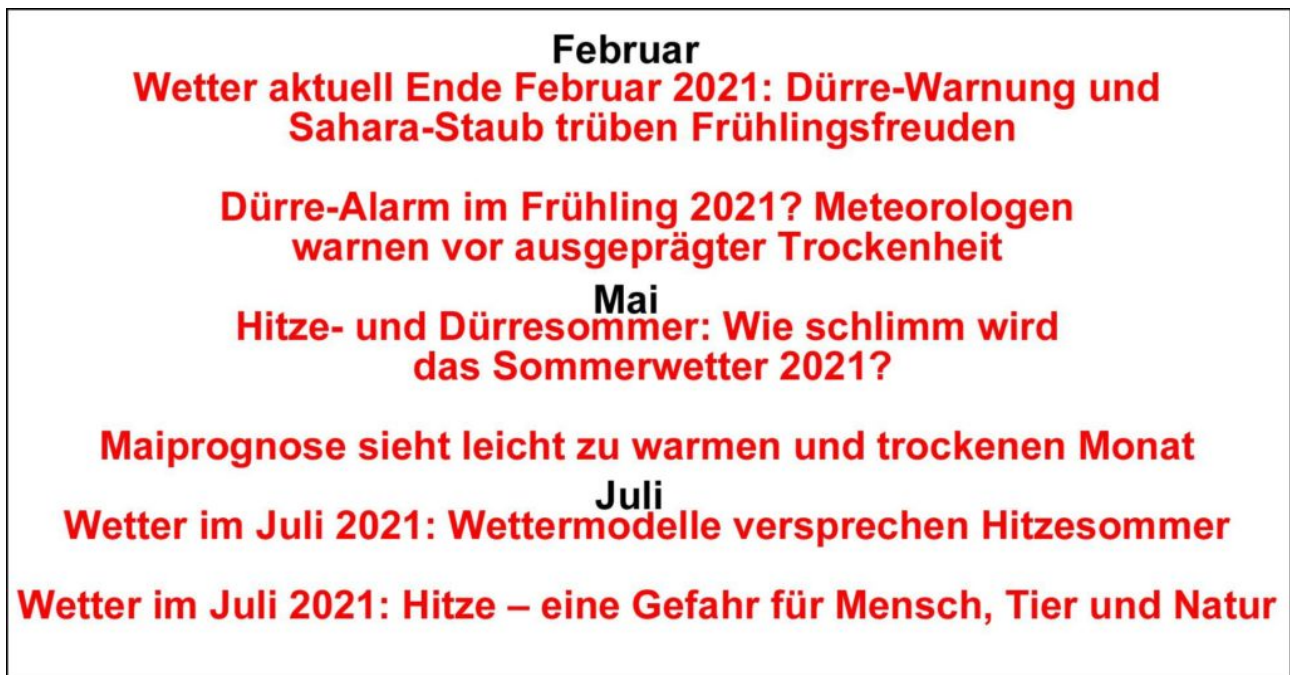 Februar
Wetter aktuell Ende Februar 2021: Dürre-Warnung und
Sahara-Staub trüben Frühlingsfreuden
Dürre-Alarm im Frühling 2021? Meteorologen
warnen vor ausgeprägter Trockenheit
Mai
Hitze- und Dürresommer: Wie schlimm wird
das Sommerwetter 2021?
Maiprognose sieht leicht zu warmen und trockenen Monat
Juli
Wetter im Juli 2021: Wettermodelle versprechen Hitzesommer
Wetter im Juli 2021: Hitze – eine Gefahr für Mensch, Tier und Natur